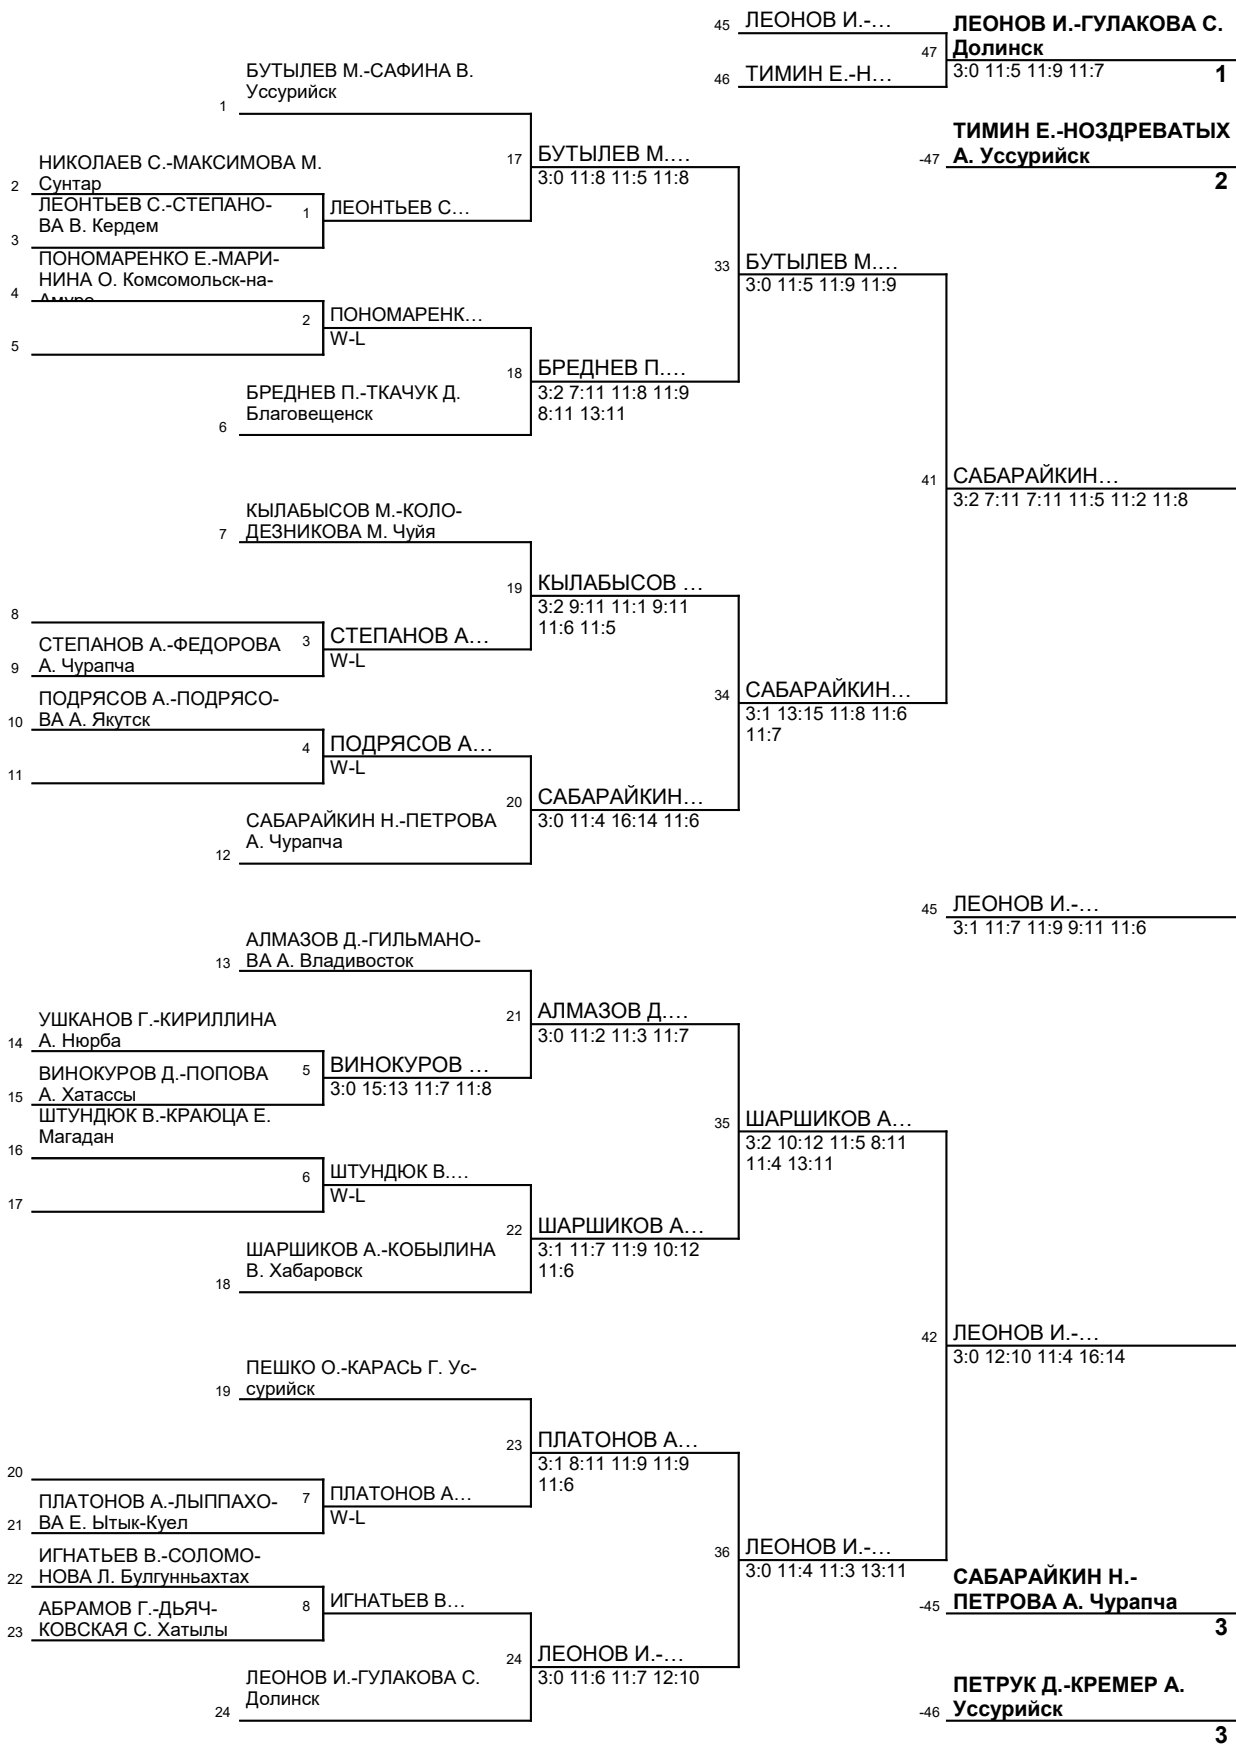 45 ЛЕОНОВ И.-…
47 ЛЕОНОВ И.-ГУЛАКОВА С.
Долинск
46 ТИМИН Е.-Н…
3:0 11:5 11:9 11:7
1
БУТЫЛЕВ М.-САФИНА В.
Уссурийск
1
ТИМИН Е.-НОЗДРЕВАТЫХ
-47 А. Уссурийск
2
17 БУТЫЛЕВ М.…
3:0 11:8 11:5 11:8
НИКОЛАЕВ С.-МАКСИМОВА М.
2 Сунтар
ЛЕОНТЬЕВ С.-СТЕПАНО-
ВА В. Кердем
3
1 ЛЕОНТЬЕВ С…
ПОНОМАРЕНКО Е.-МАРИ-
НИНА О. Комсомольск-на-
4 Амуре
33 БУТЫЛЕВ М.…
3:0 11:5 11:9 11:9
2 ПОНОМАРЕНК…
W-L
5
18 БРЕДНЕВ П.…
3:2 7:11 11:8 11:9
8:11 13:11
БРЕДНЕВ П.-ТКАЧУК Д.
Благовещенск
6
41 САБАРАЙКИН…
3:2 7:11 7:11 11:5 11:2 11:8
КЫЛАБЫСОВ М.-КОЛО-
7 ДЕЗНИКОВА М. Чуйя
19 КЫЛАБЫСОВ …
3:2 9:11 11:1 9:11
11:6 11:5
8
3 СТЕПАНОВ А…
W-L
СТЕПАНОВ А.-ФЕДОРОВА
9 А. Чурапча
ПОДРЯСОВ А.-ПОДРЯСО-
10 ВА А. Якутск
34 САБАРАЙКИН…
3:1 13:15 11:8 11:6
11:7
4 ПОДРЯСОВ А…
W-L
11
20 САБАРАЙКИН…
3:0 11:4 16:14 11:6
САБАРАЙКИН Н.-ПЕТРОВА
А. Чурапча
12
45 ЛЕОНОВ И.-…
3:1 11:7 11:9 9:11 11:6
АЛМАЗОВ Д.-ГИЛЬМАНО-
13 ВА А. Владивосток
21 АЛМАЗОВ Д.…
3:0 11:2 11:3 11:7
УШКАНОВ Г.-КИРИЛЛИНА
14 А. Нюрба
5 ВИНОКУРОВ …
3:0 15:13 11:7 11:8
ВИНОКУРОВ Д.-ПОПОВА
15 А. Хатассы
ШТУНДЮК В.-КРАЮЦА Е.
Магадан
16
35 ШАРШИКОВ А…
3:2 10:12 11:5 8:11
11:4 13:11
6 ШТУНДЮК В.…
W-L
17
22 ШАРШИКОВ А…
3:1 11:7 11:9 10:12
11:6
ШАРШИКОВ А.-КОБЫЛИНА
В. Хабаровск
18
42 ЛЕОНОВ И.-…
3:0 12:10 11:4 16:14
ПЕШКО О.-КАРАСЬ Г. Ус-
19 сурийск
23 ПЛАТОНОВ А…
3:1 8:11 11:9 11:9
11:6
20
7 ПЛАТОНОВ А…
W-L
ПЛАТОНОВ А.-ЛЫППАХО-
21 ВА Е. Ытык-Куел
ИГНАТЬЕВ В.-СОЛОМО-
22 НОВА Л. Булгунньахтах
36 ЛЕОНОВ И.-…
3:0 11:4 11:3 13:11
8 ИГНАТЬЕВ В…
АБРАМОВ Г.-ДЬЯЧ-
23 КОВСКАЯ С. Хатылы
САБАРАЙКИН Н.-
-45 ПЕТРОВА А. Чурапча
3
24 ЛЕОНОВ И.-…
3:0 11:6 11:7 12:10
ЛЕОНОВ И.-ГУЛАКОВА С.
Долинск
24
ПЕТРУК Д.-КРЕМЕР А.
-46 Уссурийск
3